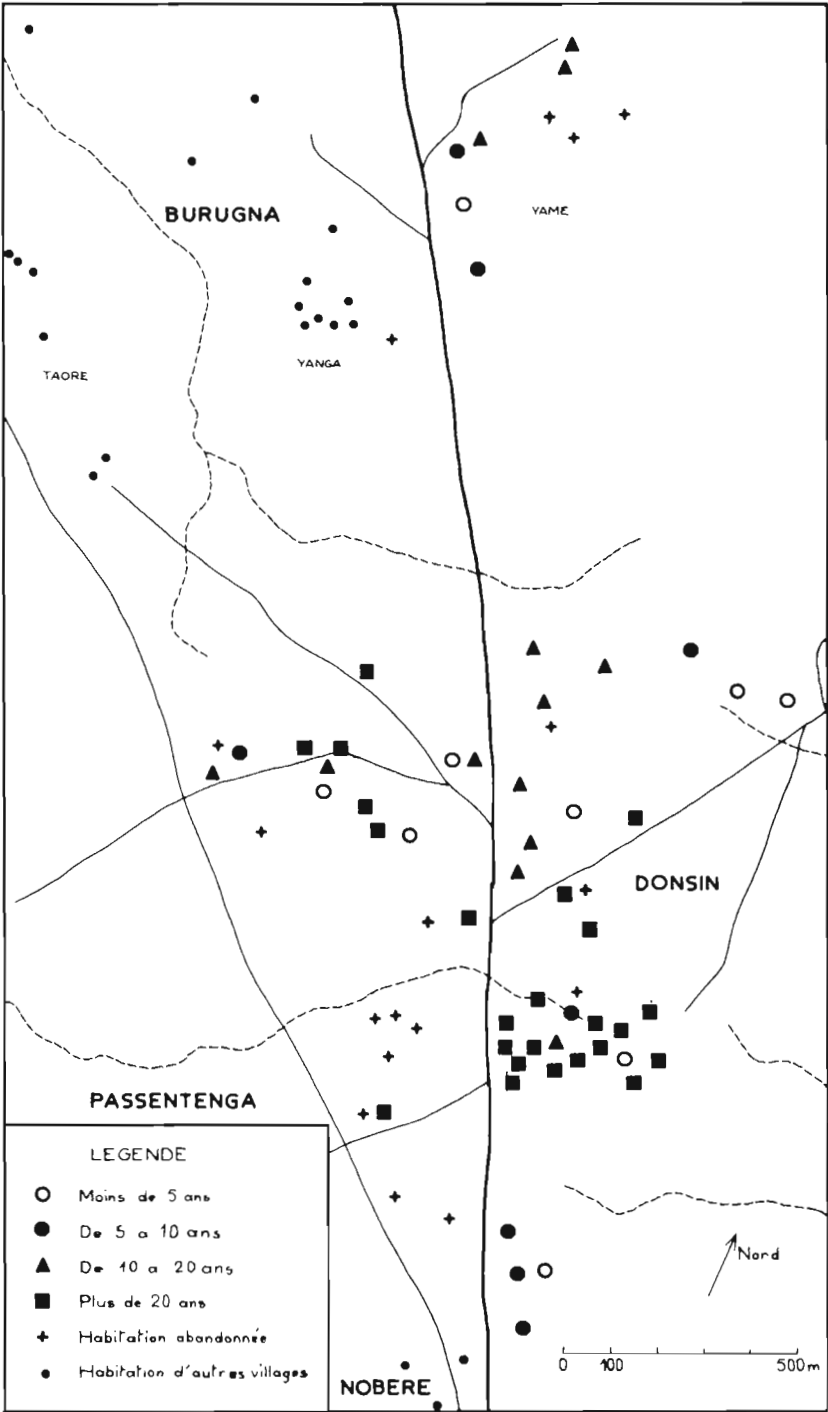 BURUGNA
YAME
TAORE
YANGA
DONSIN
PASSENTENGA
LEGENDE
Moins de 5 ans
De 5 a 10 ans
De 10 a 20 ans
Plus de 20 ans
Habitation abandonnée
Habitation d'autres villages
Nord
0 100 500m
NOBERE